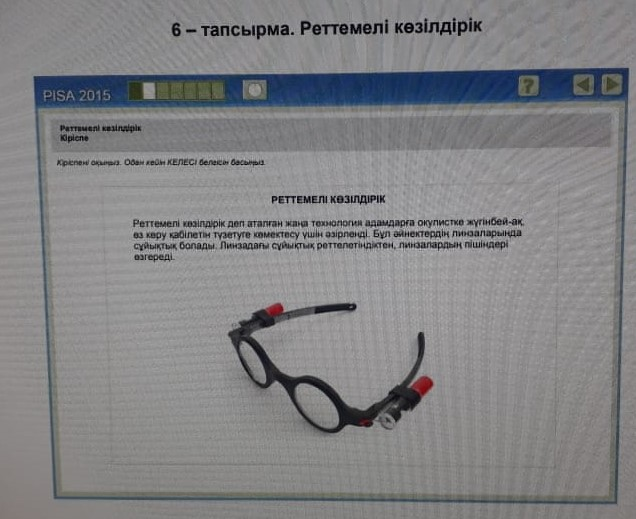 6 – тапсырма. Реттемелі көзілдірік
PISA 2015
?
Реттемелі көзілдірік
Кіріспе
Кіріспені оқыңыз. Одан кейін КЕЛЕСІ белгісін басыңыз.
РЕТТЕМЕЛІ КӨЗІЛДІРІК
Реттемелі көзілдірік деп аталған жаңа технология адамдарға окулистке жүгінбей-ақ,
өз көру қабілетін түзетуге көмектесу үшін әзірленді. Бұл әйнектердің линзаларында
сұйықтық болады. Линзадағы сұйықтық реттелетіндіктен, линзалардың пішіндері
өзгереді.